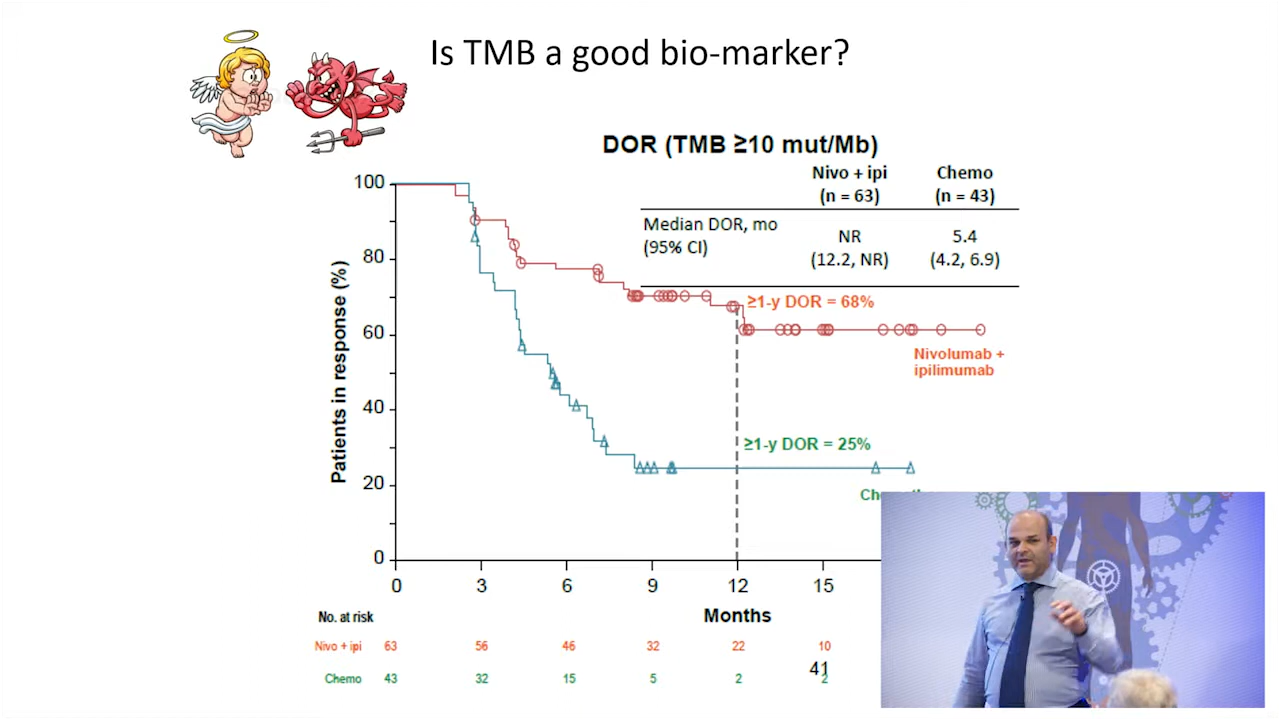 Is TMB a good bio-marker?
DOR (TMB ≥10 mut/Mb)
Nivo + ipi
(n = 63)
Chemo
(n = 43)
Median DOR, mo
(95% CI)
NR
(12.2, NR)
5.4
(4.2, 6.9)
Patients in response (%)
100
80
60
40
20
0
≥1-y DOR = 68%
Nivolumab +
ipilimumab
≥1-y DOR = 25%
0 3 6 9 12 15
Months
No. at risk
Nivo + ipi 63 56 46 32 22 10
Chemo 43 32 15 5 2 2
41